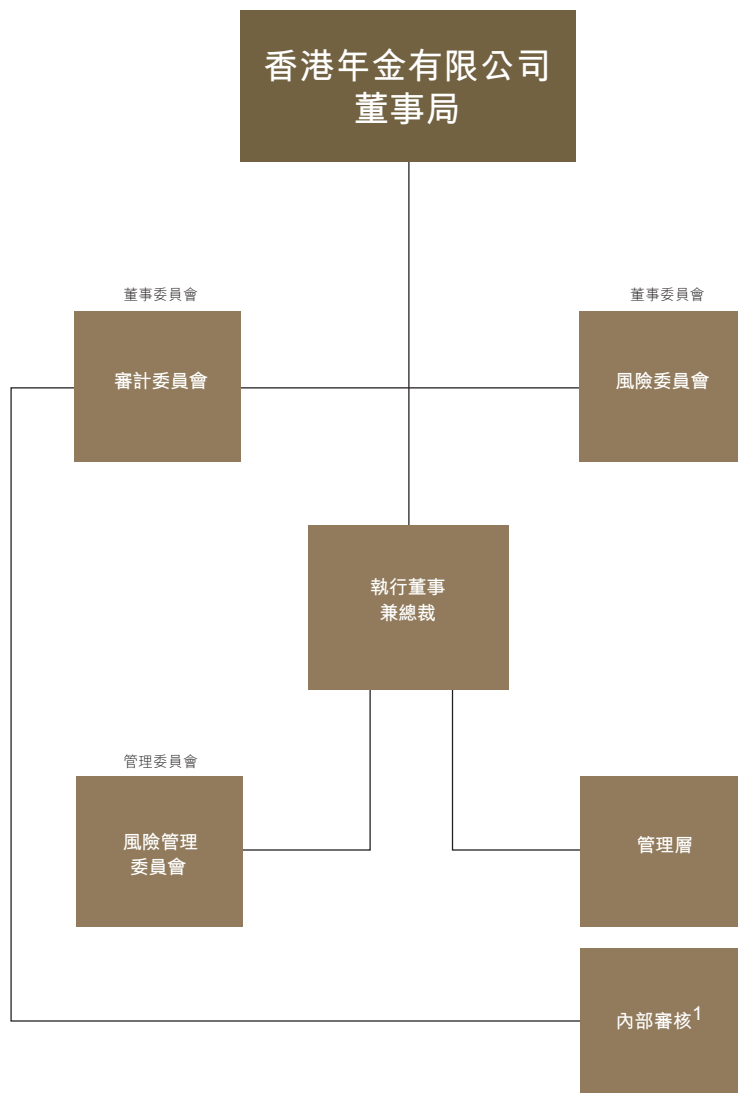 香港年金有限公司
董事局
董事委員會
董事委員會
審計委員會
風險委員會
執行董事
兼總裁
管理委員會
風險管理
委員會
管理層
內部審核1